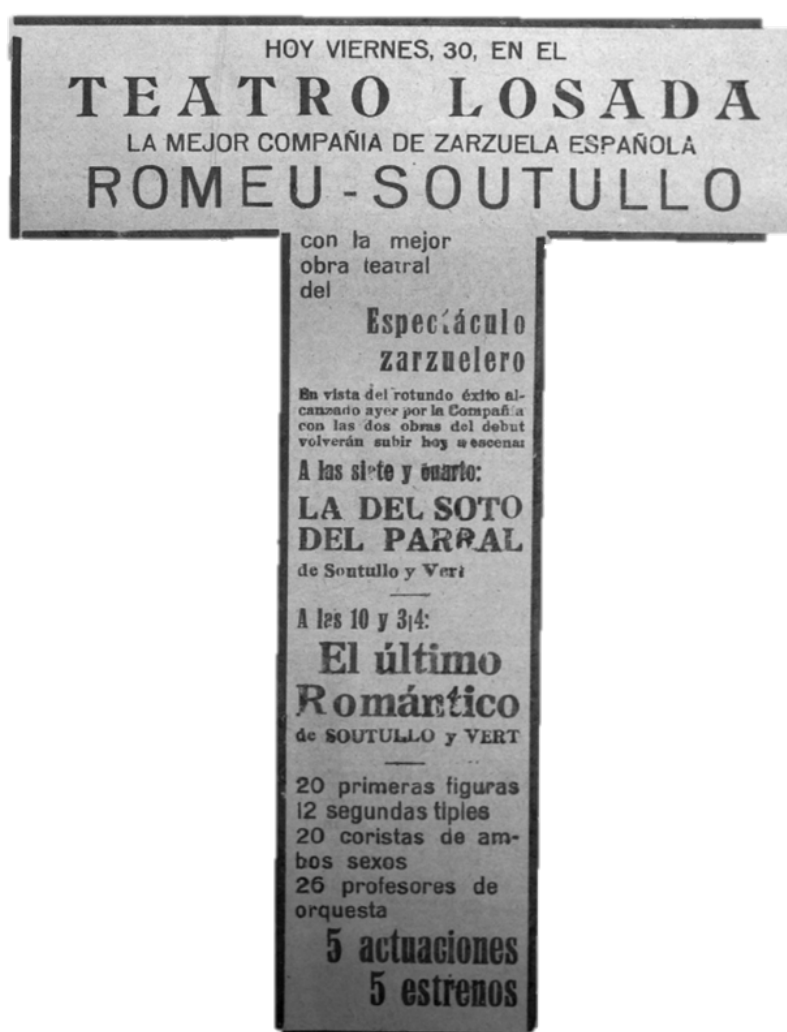 HOY VIERNES, 30, EN EL
TEATRO LOSADA
LA MEJOR COMPAÑIA DE ZARZUELA ESPAÑOLA
ROMEU - SOUTULLO
con la mejor
obra teatral
del
Espectáculo
zarzuelero
En vista del rotundo éxito al-
canzado ayer por la Compañía
con las dos obras del debut
volverán subir hoy a escena:
A las siete y cuarto:
LA DEL SOTO
DEL PARRAL
de Soutullo y Vert
A las 10 y 3|4:
El último
Romántico
de SOUTULLO y VERT
20 primeras figuras
12 segundas tiples
20 coristas de am-
bos sexos
26 profesores de
orquesta
5 actuaciones
5 estrenos